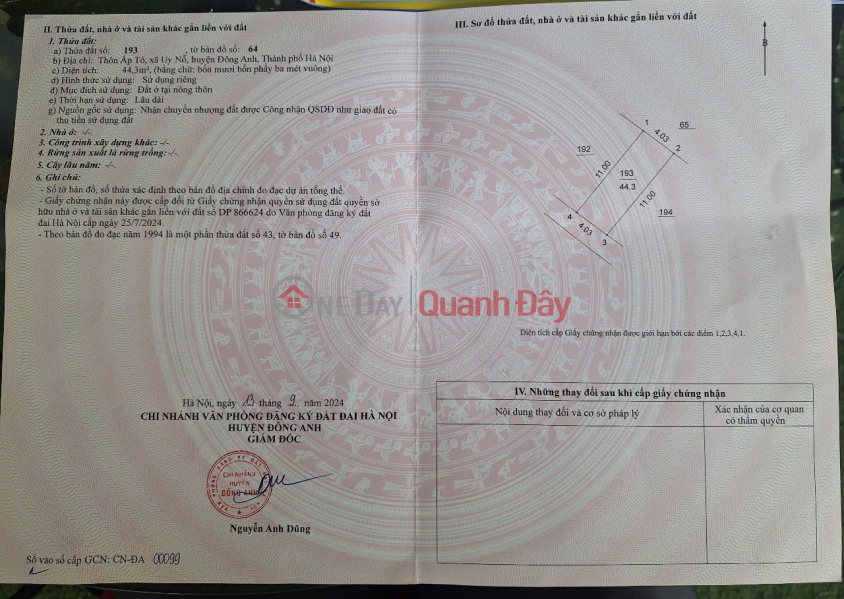 II. Thửa đất, nhà ở và tài sản khác gắn liền với đất
1. Thửa đất:
a) Thửa đất số: 193 , tờ bản đồ số: 64
b) Địa chỉ: Thôn Ấp Tó, xã Uy Nỗ, huyện Đông Anh, Thành phố Hà Nội
c) Diện tích: 44,3m², (bằng chữ: bốn mươi bốn phẩy ba mét vuông)
d) Hình thức sử dụng: Sử dụng riêng
đ) Mục đích sử dụng: Đất ở tại nông thôn
e) Thời hạn sử dụng: Lâu dài
g) Nguồn gốc sử dụng: Nhận chuyển nhượng đất được Công nhận QSDĐ như giao đất có
thu tiền sử dụng đất
2. Nhà ở: -/-
3. Công trình xây dựng khác: -/-
4. Rừng sản xuất là rừng trồng: -/-
5. Cây lâu năm: -/-
6. Ghi chú:
- Số tờ bản đồ, số thửa xác định theo bản đồ địa chính đo đạc dự án tổng thể.
- Giấy chứng nhận này được cấp đổi từ Giấy chứng nhận quyền sử dụng đất quyền sở
hữu nhà ở và tài sản khác gắn liền với đất số DP 866624 do Văn phòng đăng ký đất
đai Hà Nội cấp ngày 25/7/2024.
- Theo bản đồ đo đạc năm 1994 là một phần thửa đất số 43, tờ bản đồ số 49.
Hà Nội, ngày 13 tháng 9 năm 2024
CHI NHÁNH VĂN PHÒNG ĐĂNG KÝ ĐẤT ĐAI HÀ NỘI
HUYỆN ĐÔNG ANH
GIÁM ĐỐC
CHI NHÁNH
HUYỆN
ĐÔNG ANH
Nguyễn Anh Dũng
Số vào sổ cấp GCN: CN-ĐA 00099
III. Sơ đồ thửa đất, nhà ở và tài sản khác gắn liền với đất
B
1
4.03
65
2
192
11.00
193
44.3
11.00
194
4
4.03
3
OneDay Quanh Đây
Diện tích cấp Giấy chứng nhận được giới hạn bởi các điểm 1,2,3,4,1.
IV. Những thay đổi sau khi cấp giấy chứng nhận
Nội dung thay đổi và cơ sở pháp lý
Xác nhận của cơ quan
có thẩm quyền